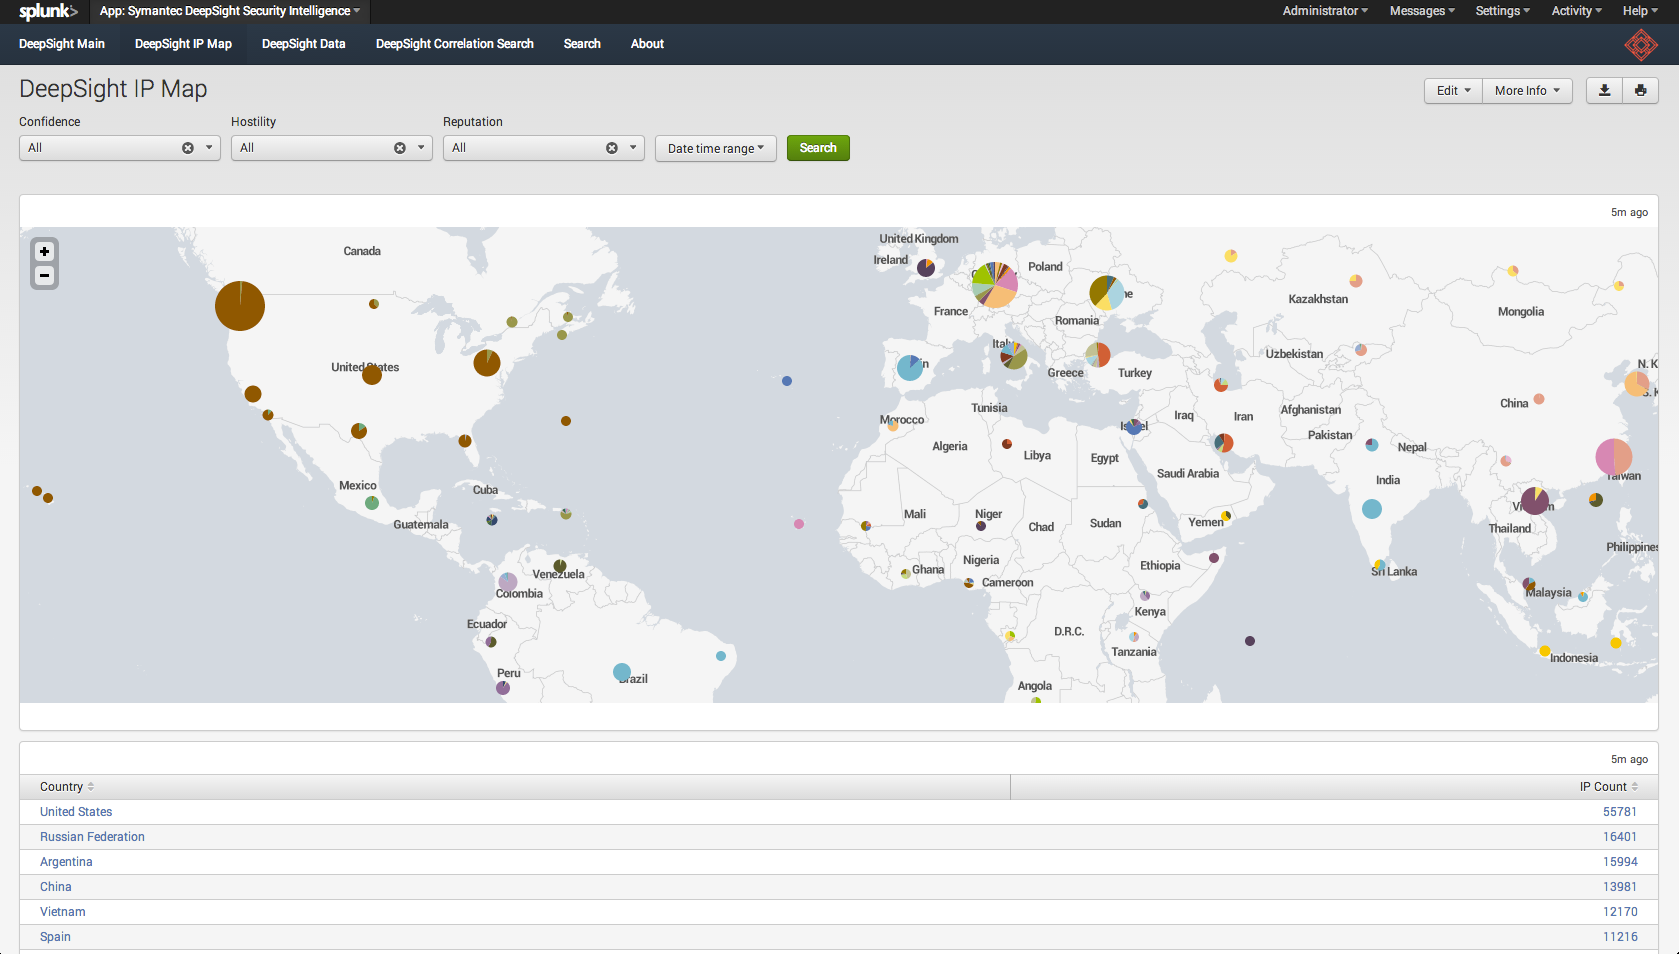 splunk> App: Symantec DeepSight Security Intelligence Administrator Messages Settings Activity Help
DeepSight Main DeepSight IP Map DeepSight Data DeepSight Correlation Search Search About
DeepSight IP Map
Edit More Info
Confidence Hostility Reputation
All All All Date time range Search
5m ago
+
−
United Kingdom
Canada
Ireland Poland
Kazakhstan
France Mongolia
Romania
Italy
Uzbekistan
United States
Greece Turkey
N. K
S. K
China
Tunisia Afghanistan
Morocco Iraq Iran
Israel
Pakistan
Algeria Nepal
Libya Egypt
Saudi Arabia
India Taiwan
Mexico Cuba
Vietnam
Mali Niger
Guatemala Chad Sudan Yemen Thailand
Philippines
Nigeria
Ethiopia
Venezuela Ghana Sri Lanka
Cameroon
Colombia Malaysia
Kenya
Ecuador D.R.C.
Tanzania
Indonesia
Peru Brazil
Angola
5m ago
Country IP Count
United States 55781
Russian Federation 16401
Argentina 15994
China 13981
Vietnam 12170
Spain 11216